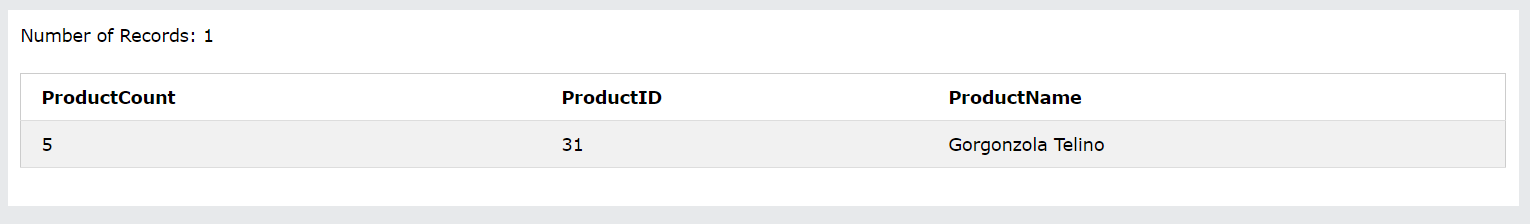 Number of Records: 1
ProductCount ProductID ProductName
5 31 Gorgonzola Telino